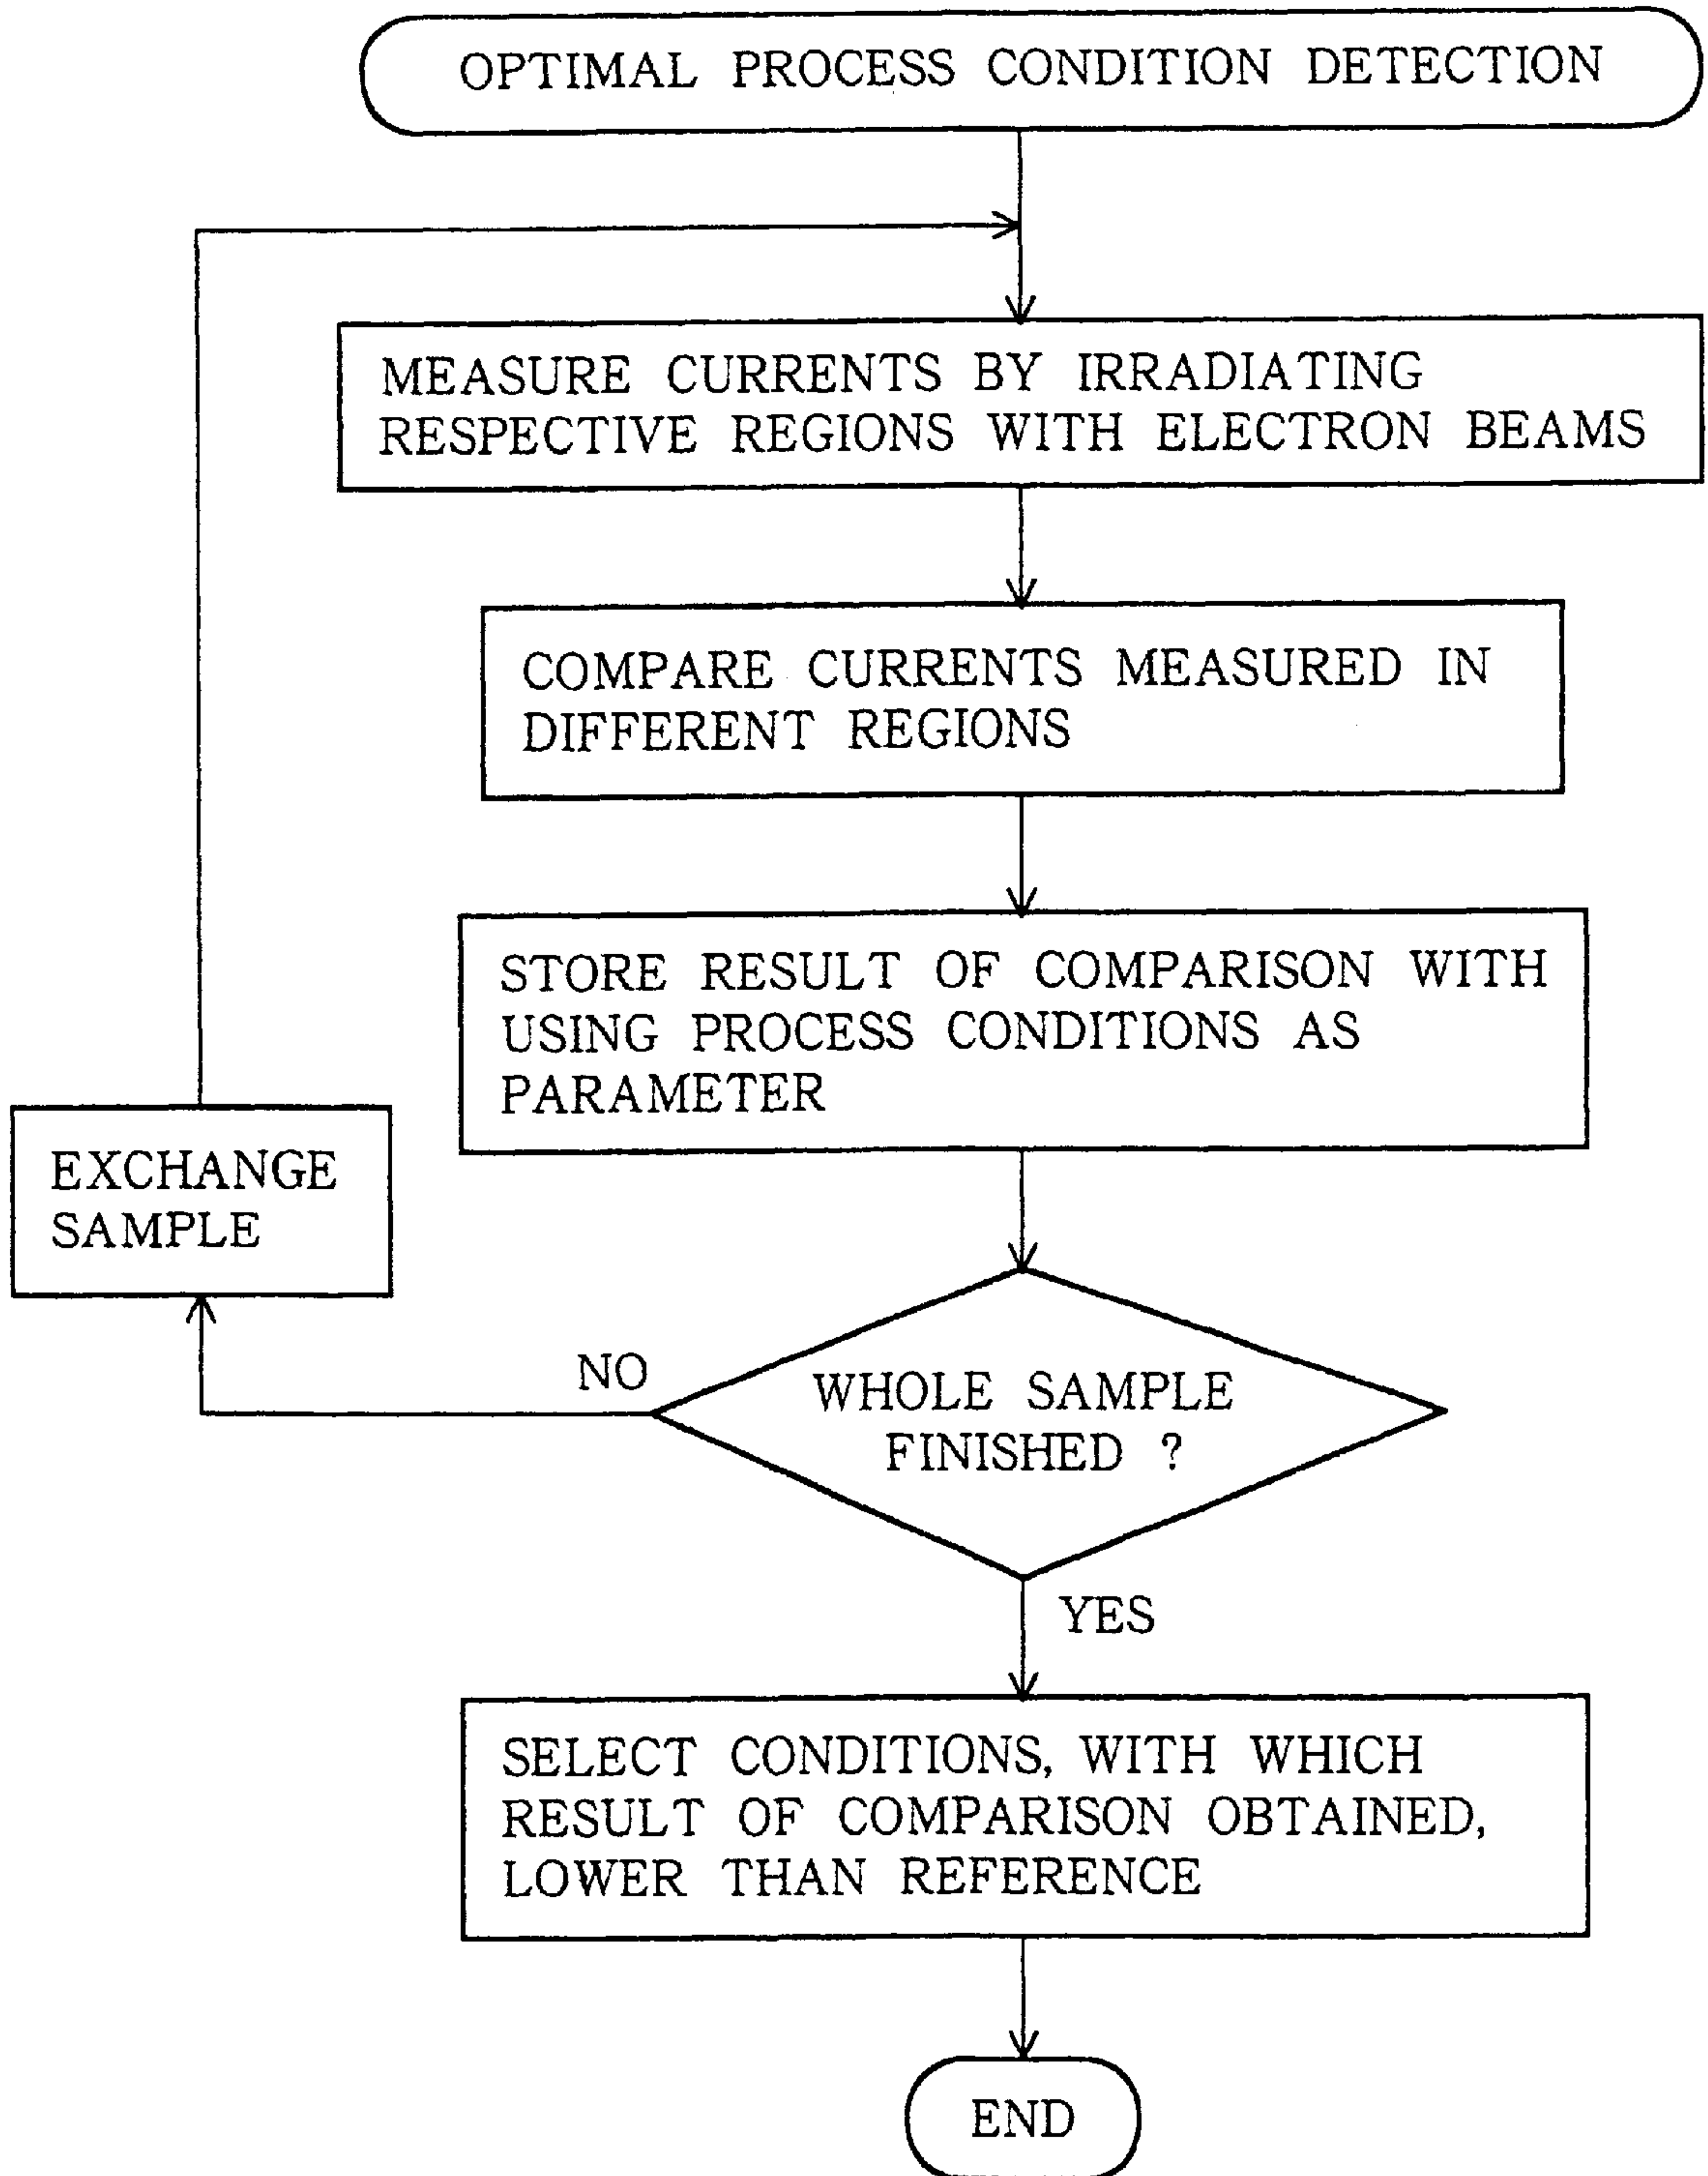 OPTIMAL PROCESS CONDITION DETECTION
MEASURE CURRENTS BY IRRADIATING
RESPECTIVE REGIONS WITH ELECTRON BEAMS
COMPARE CURRENTS MEASURED IN
DIFFERENT REGIONS
STORE RESULT OF COMPARISON WITH
USING PROCESS CONDITIONS AS
PARAMETER
EXCHANGE
SAMPLE
NO
WHOLE SAMPLE
FINISHED ?
YES
SELECT CONDITIONS, WITH WHICH
RESULT OF COMPARISON OBTAINED,
LOWER THAN REFERENCE
END